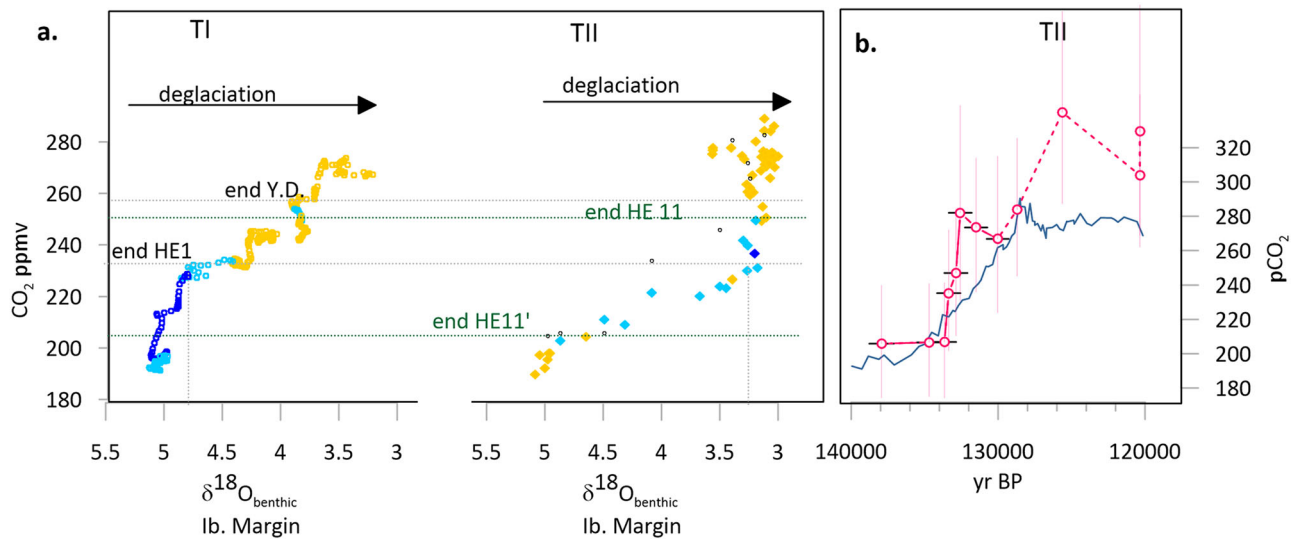 a.
TI
TII
b.
TII
deglaciation
deglaciation
CO2 ppmv
280
260
240
220
200
180
end Y.D.
end HE 11
end HE1
end HE11'
5.5
5
4.5
4
3.5
3
5.5
5
4.5
4
3.5
3
δ18Obenthic
Ib. Margin
δ18Obenthic
Ib. Margin
320
300
280
260
240
220
200
180
pCO2
140000
130000
120000
yr BP